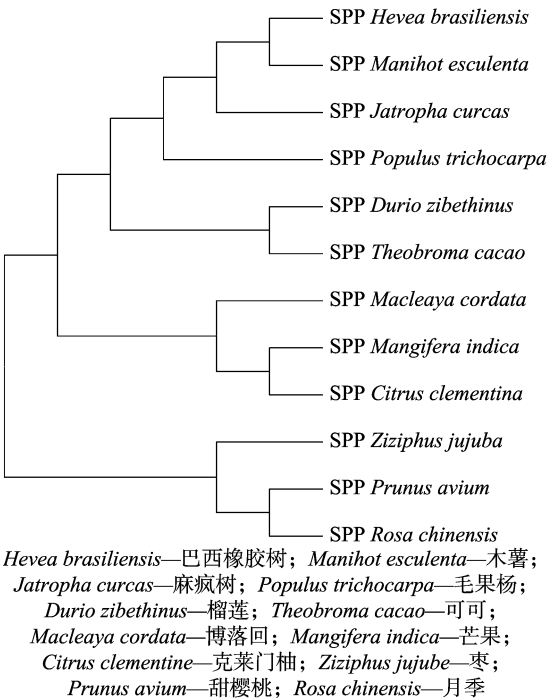 SPP Hevea brasiliensis
SPP Manihot esculenta
SPP Jatropha curcas
SPP Populus trichocarpa
SPP Durio zibethinus
SPP Theobroma cacao
SPP Macleaya cordata
SPP Mangifera indica
SPP Citrus clementina
SPP Ziziphus jujuba
SPP Prunus avium
SPP Rosa chinensis
Hevea brasiliensis—巴西橡胶树；Manihot esculenta—木薯；
Jatropha curcas—麻疯树；Populus trichocarpa—毛果杨；
Durio zibethinus—榴莲；Theobroma cacao—可可；
Macleaya cordata—博落回；Mangifera indica—芒果；
Citrus clementine—克莱门柚；Ziziphus jujube—枣；
Prunus avium—甜樱桃；Rosa chinensis—月季